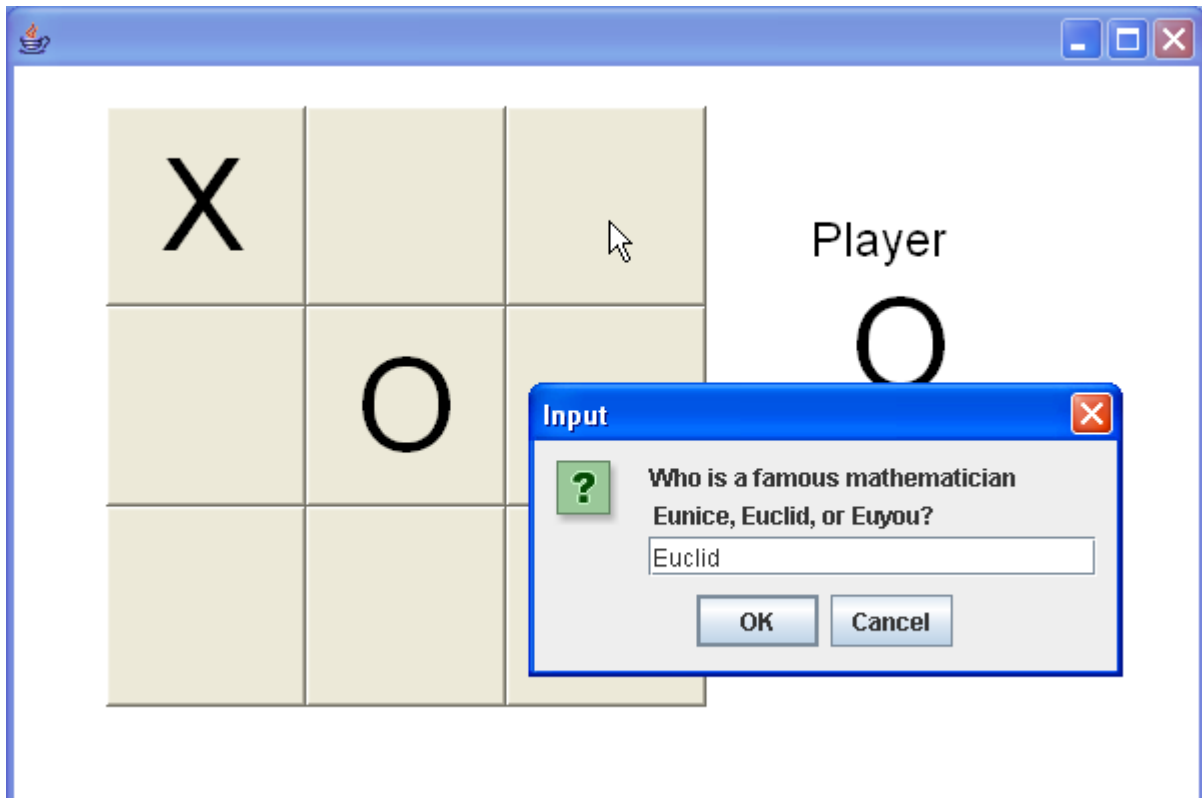 X
Player
O
O
Input
?
Who is a famous mathematician
Eunice, Euclid, or Euyou?
Euclid
OK Cancel